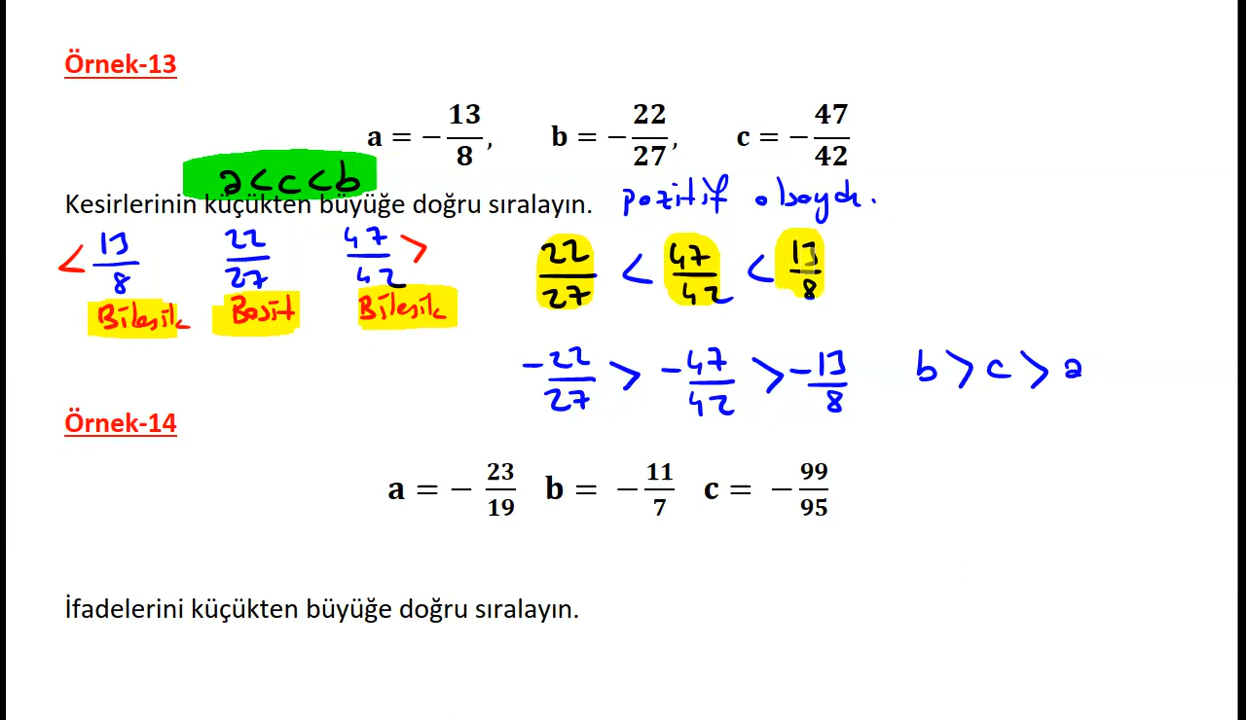 Örnek-13
a = −13/8, b = −22/27, c = −47/42
a<c<b
Kesirlerinin küçükten büyüğe doğru sıralayın. pozitif olsaydı.
< 13/8 22/27 47/42 >
Bileşik Basit Bileşik
22/27 < 47/42 < 13/8
-22/27 > -47/42 > -13/8 b > c > a
Örnek-14
a = − 23/19 b = − 11/7 c = − 99/95
İfadelerini küçükten büyüğe doğru sıralayın.